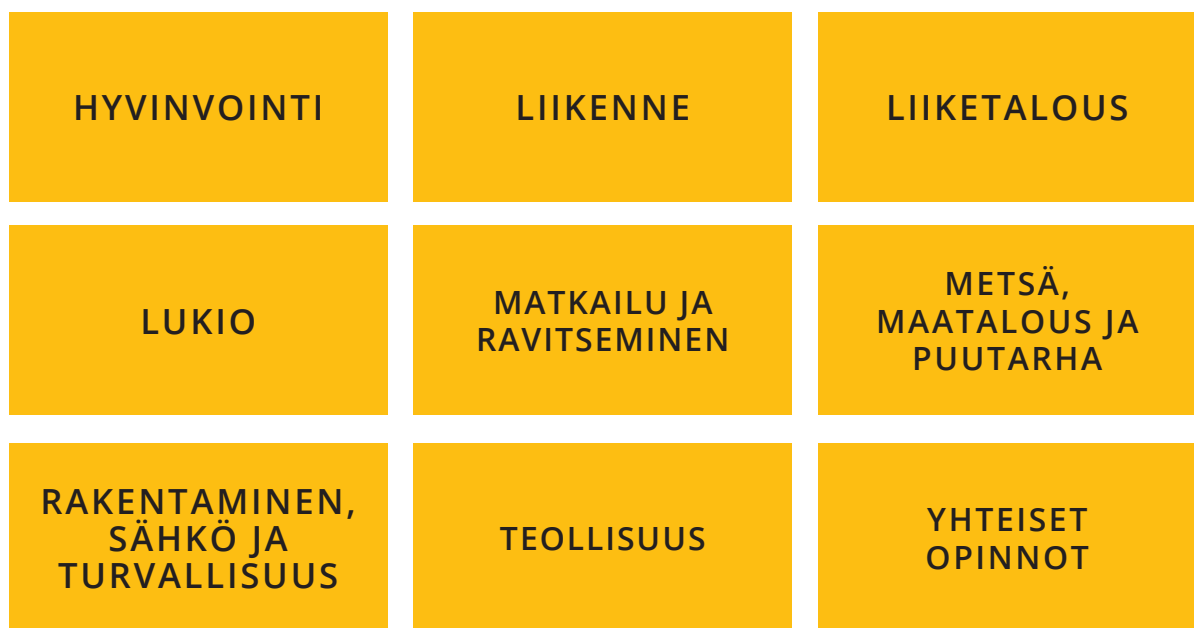 HYVINVOINTI
LIIKENNE
LIIKETALOUS
LUKIO
MATKAILU JA
RAVITSEMINEN
METSÄ,
MAATALOUS JA
PUUTARHA
RAKENTAMINEN,
SÄHKÖ JA
TURVALLISUUS
TEOLLISUUS
YHTEISET
OPINNOT